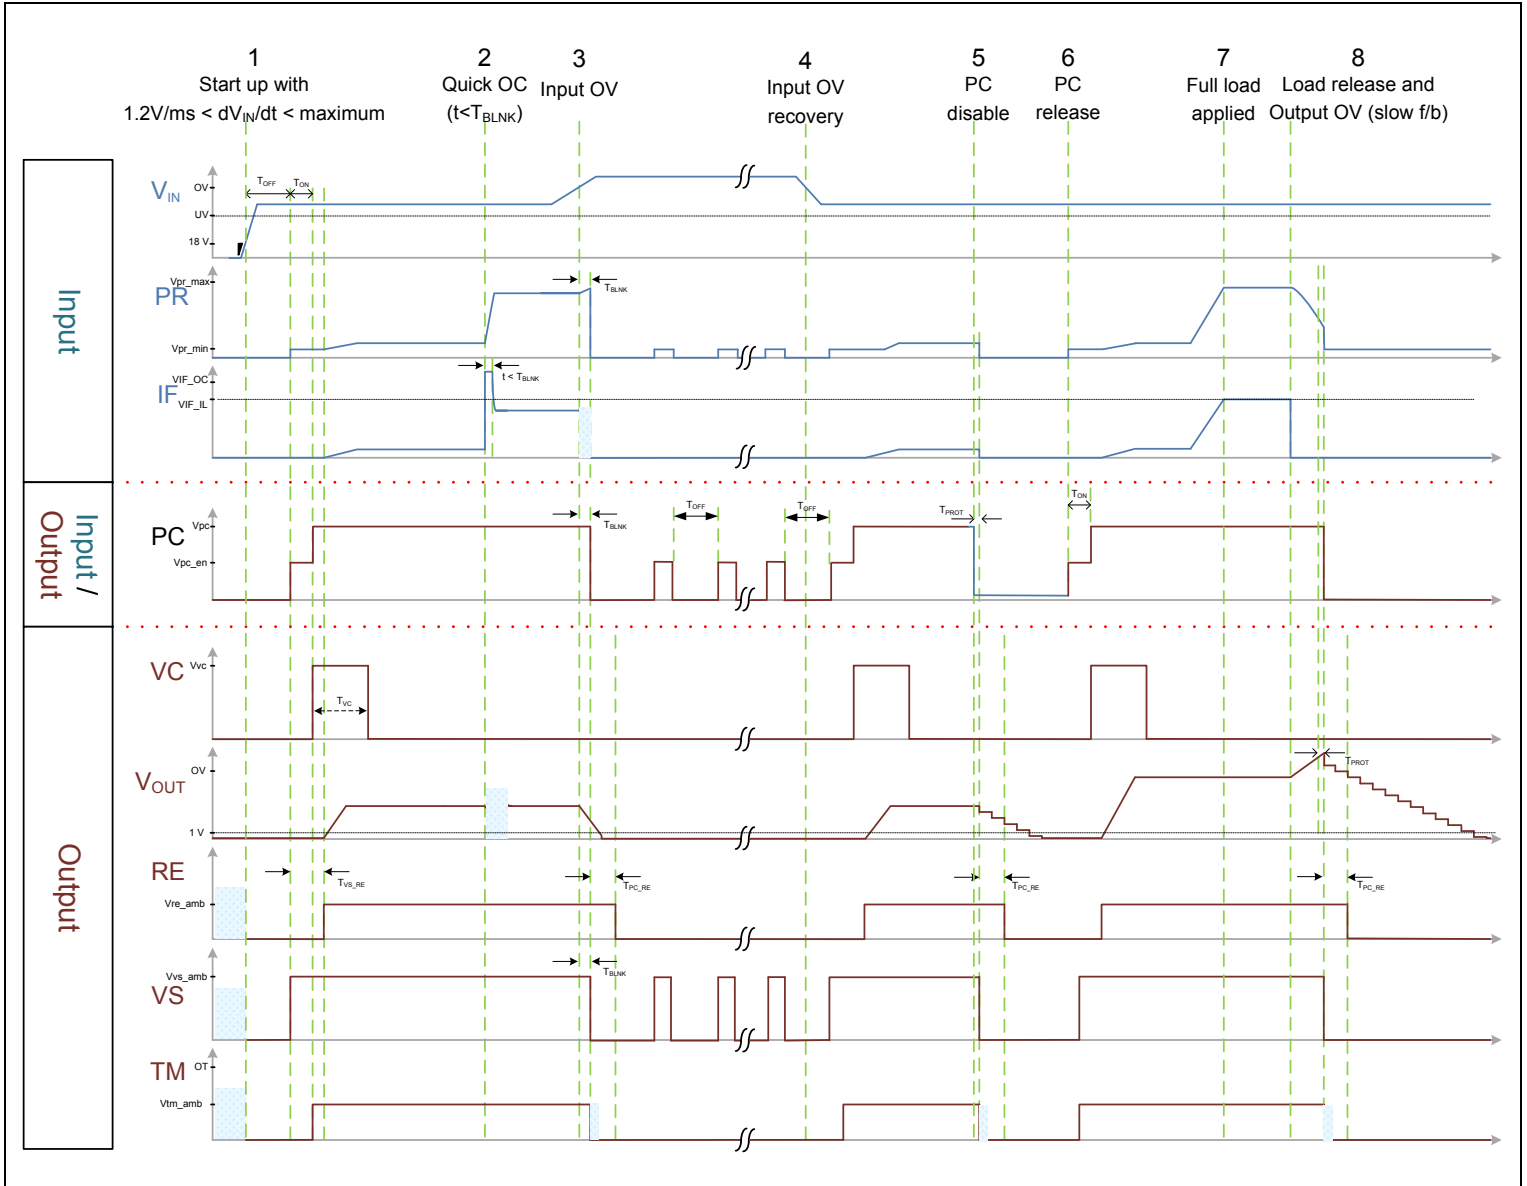 1
Start up with
1.2V/ms < dVIN/dt < maximum
2
Quick OC
(t<TBLNK)
3
Input OV
4
Input OV
recovery
5
PC
disable
6
PC
release
7
Full load
applied
8
Load release and
Output OV (slow f/b)
Input
VIN
OV
UV
18 V
TOFF
TON
PR
Vpr_max
Vpr_min
TBLNK
IF
VIF_OC
VIF_IL
t < TBLNK
Input /
Output
PC
Vpc
Vpc_en
TBLNK
TOFF
TOFF
TPROT
TON
Output
VC
Vvc
TVC
VOUT
OV
1 V
TPROT
RE
Vre_amb
TVS_RE
TPC_RE
TPC_RE
TPC_RE
VS
Vvs_amb
TBLNK
TM
OT
Vtm_amb